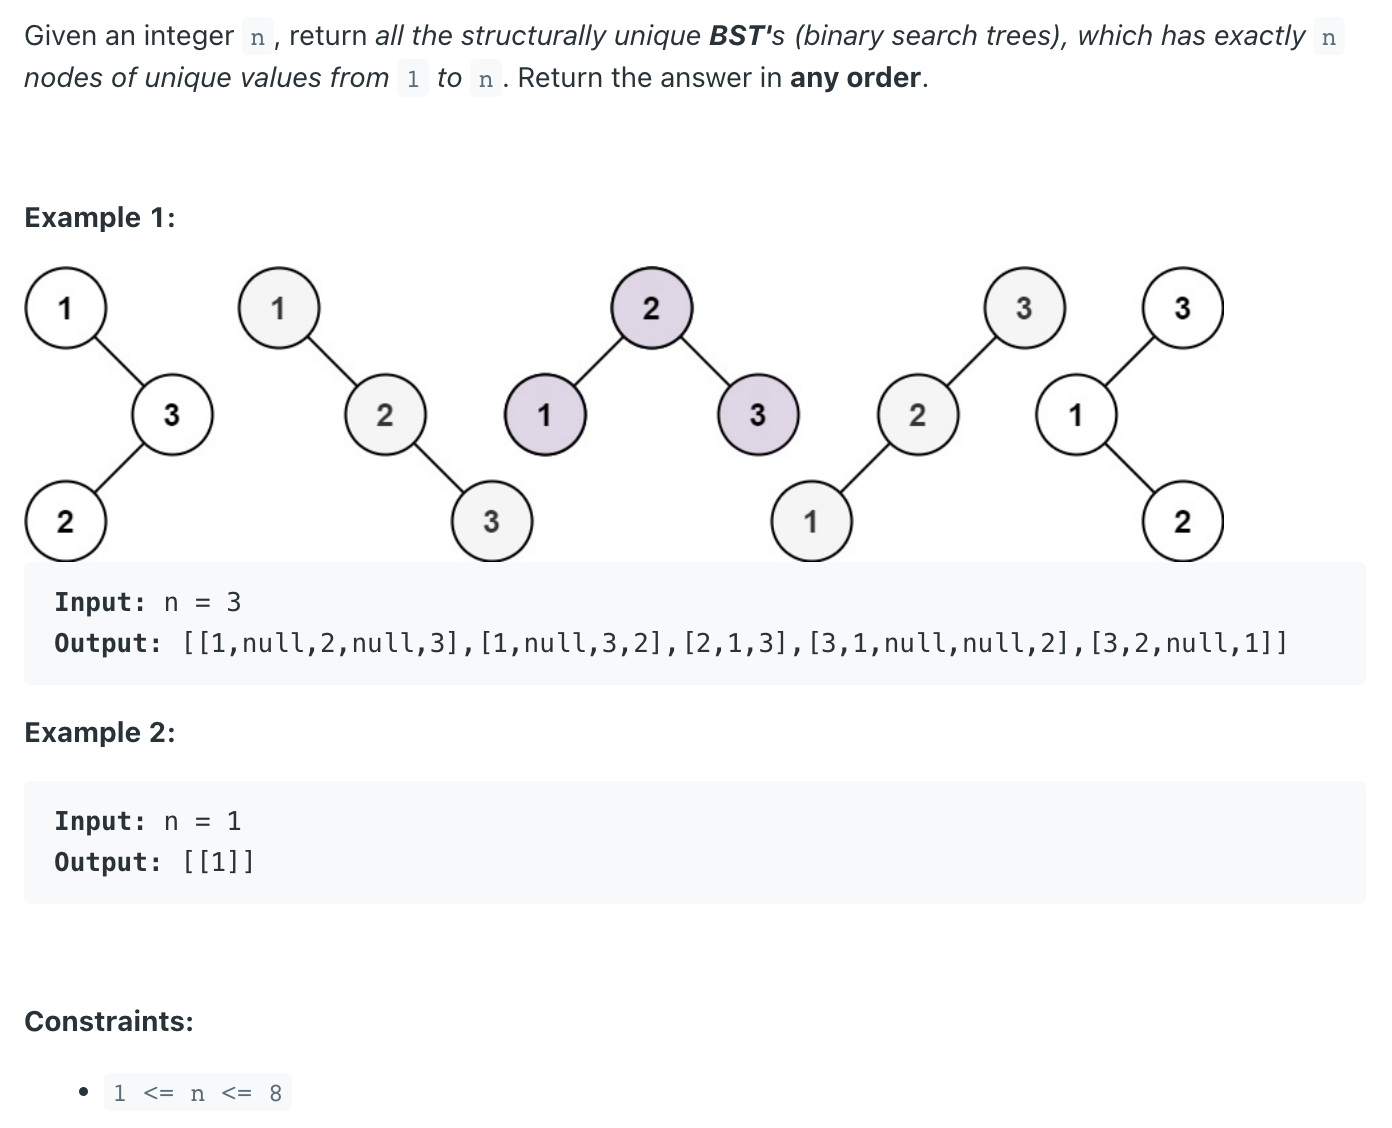 Given an integer n, return all the structurally unique BST's (binary search trees), which has exactly n
nodes of unique values from 1 to n. Return the answer in any order.
Example 1:
1 1 2 3 3
3 2 1 3 2 1
2 3 1 2
Input: n = 3
Output: [[1,null,2,null,3],[1,null,3,2],[2,1,3],[3,1,null,null,2],[3,2,null,1]]
Example 2:
Input: n = 1
Output: [[1]]
Constraints:
• 1 <= n <= 8